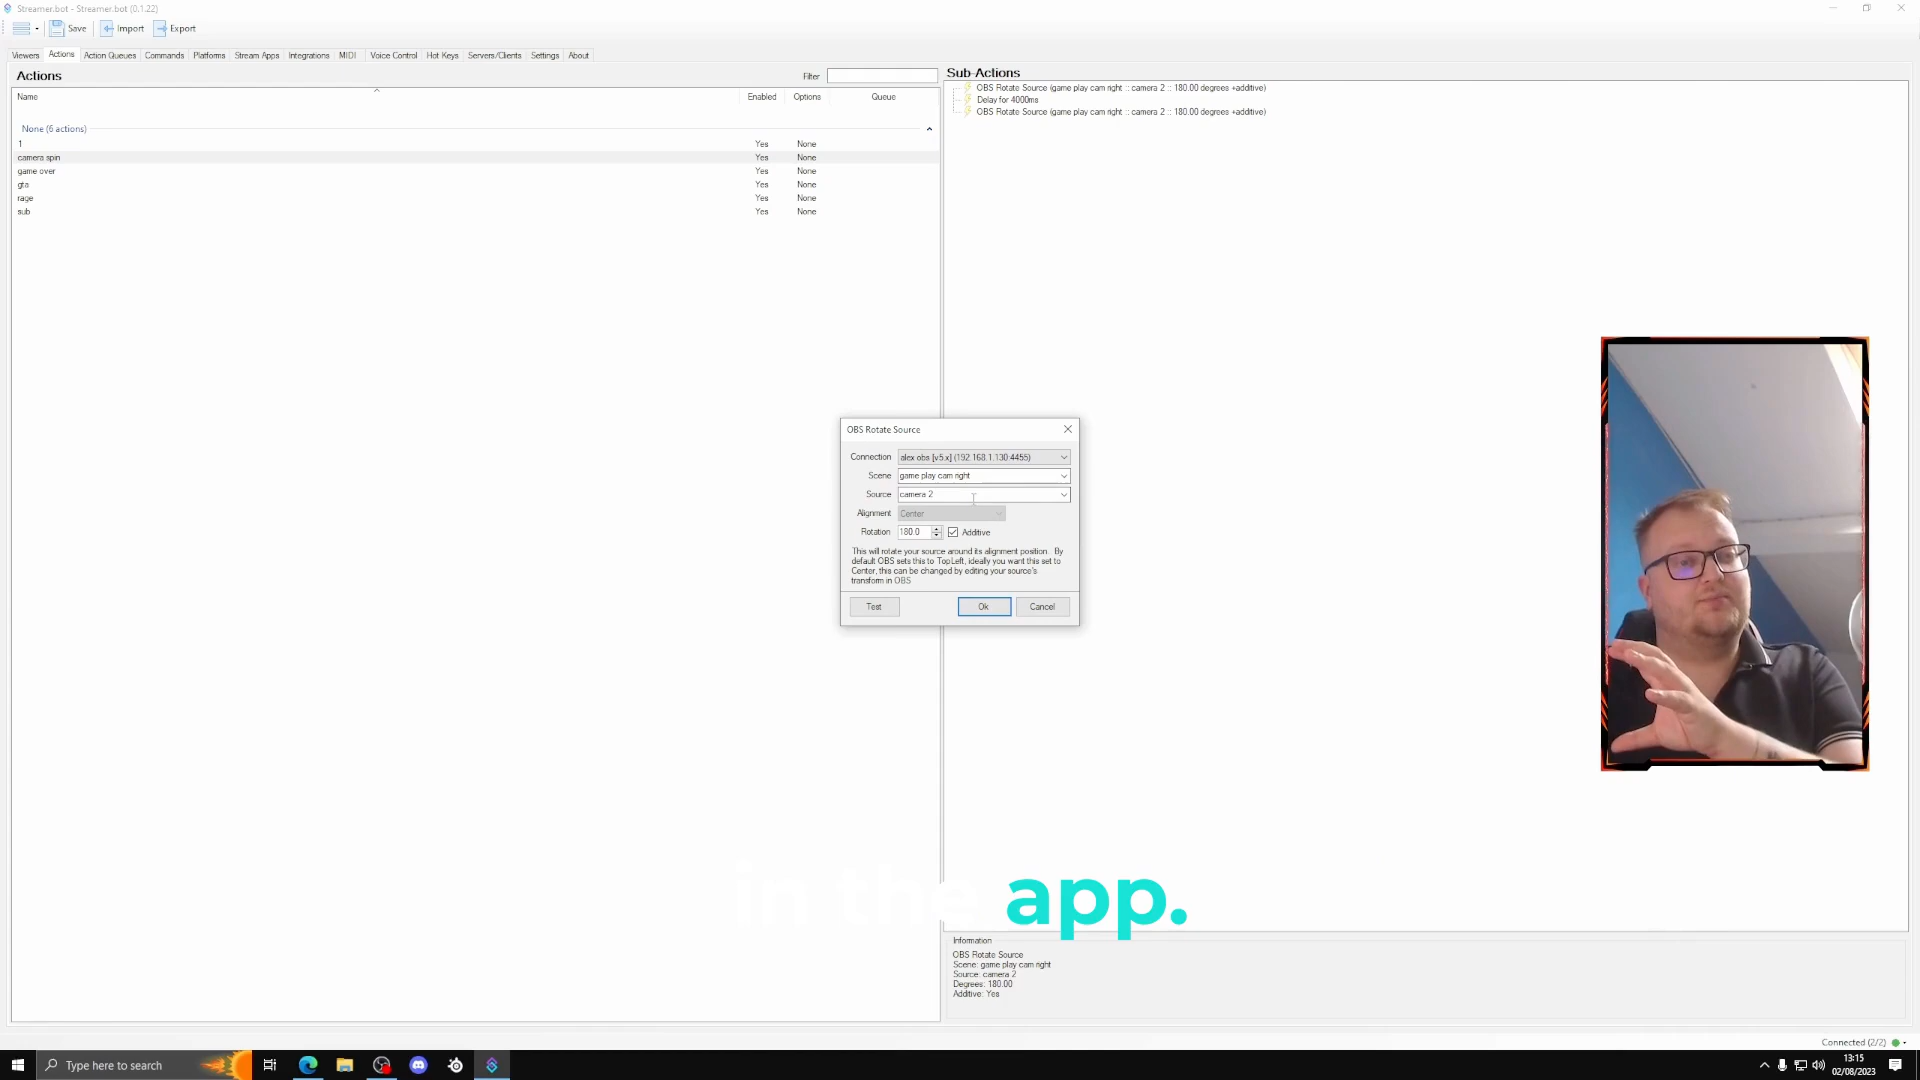 Streamer.bot - Streamer.bot (0.1.22)
Save Import Export
Viewers Actions Action Queues Commands Platforms Stream Apps Integrations MIDI Voice Control Hot Keys Servers/Clients Settings About
Actions
Filter
Name Enabled Options Queue
None (6 actions)
1 Yes None
camera spin Yes None
game over Yes None
gta Yes None
rage Yes None
sub Yes None
Sub-Actions
OBS Rotate Source (game play cam right :: camera 2 :: 180.00 degrees +additive)
Delay for 4000ms
OBS Rotate Source (game play cam right :: camera 2 :: 180.00 degrees +additive)
OBS Rotate Source
Connection alex obs [v5.x] (192.168.1.130:4455)
Scene game play cam right
Source camera 2
Alignment Center
Rotation 180.0 Additive
This will rotate your source around its alignment position. By
default OBS sets this to TopLeft, ideally you want this set to
Center, this can be changed by editing your source's
transform in OBS
Test Ok Cancel
in the app.
Information
OBS Rotate Source
Scene: game play cam right
Source: camera 2
Degrees: 180.00
Additive: Yes
Connected (2/2)
Type here to search
13:15
02/08/2023